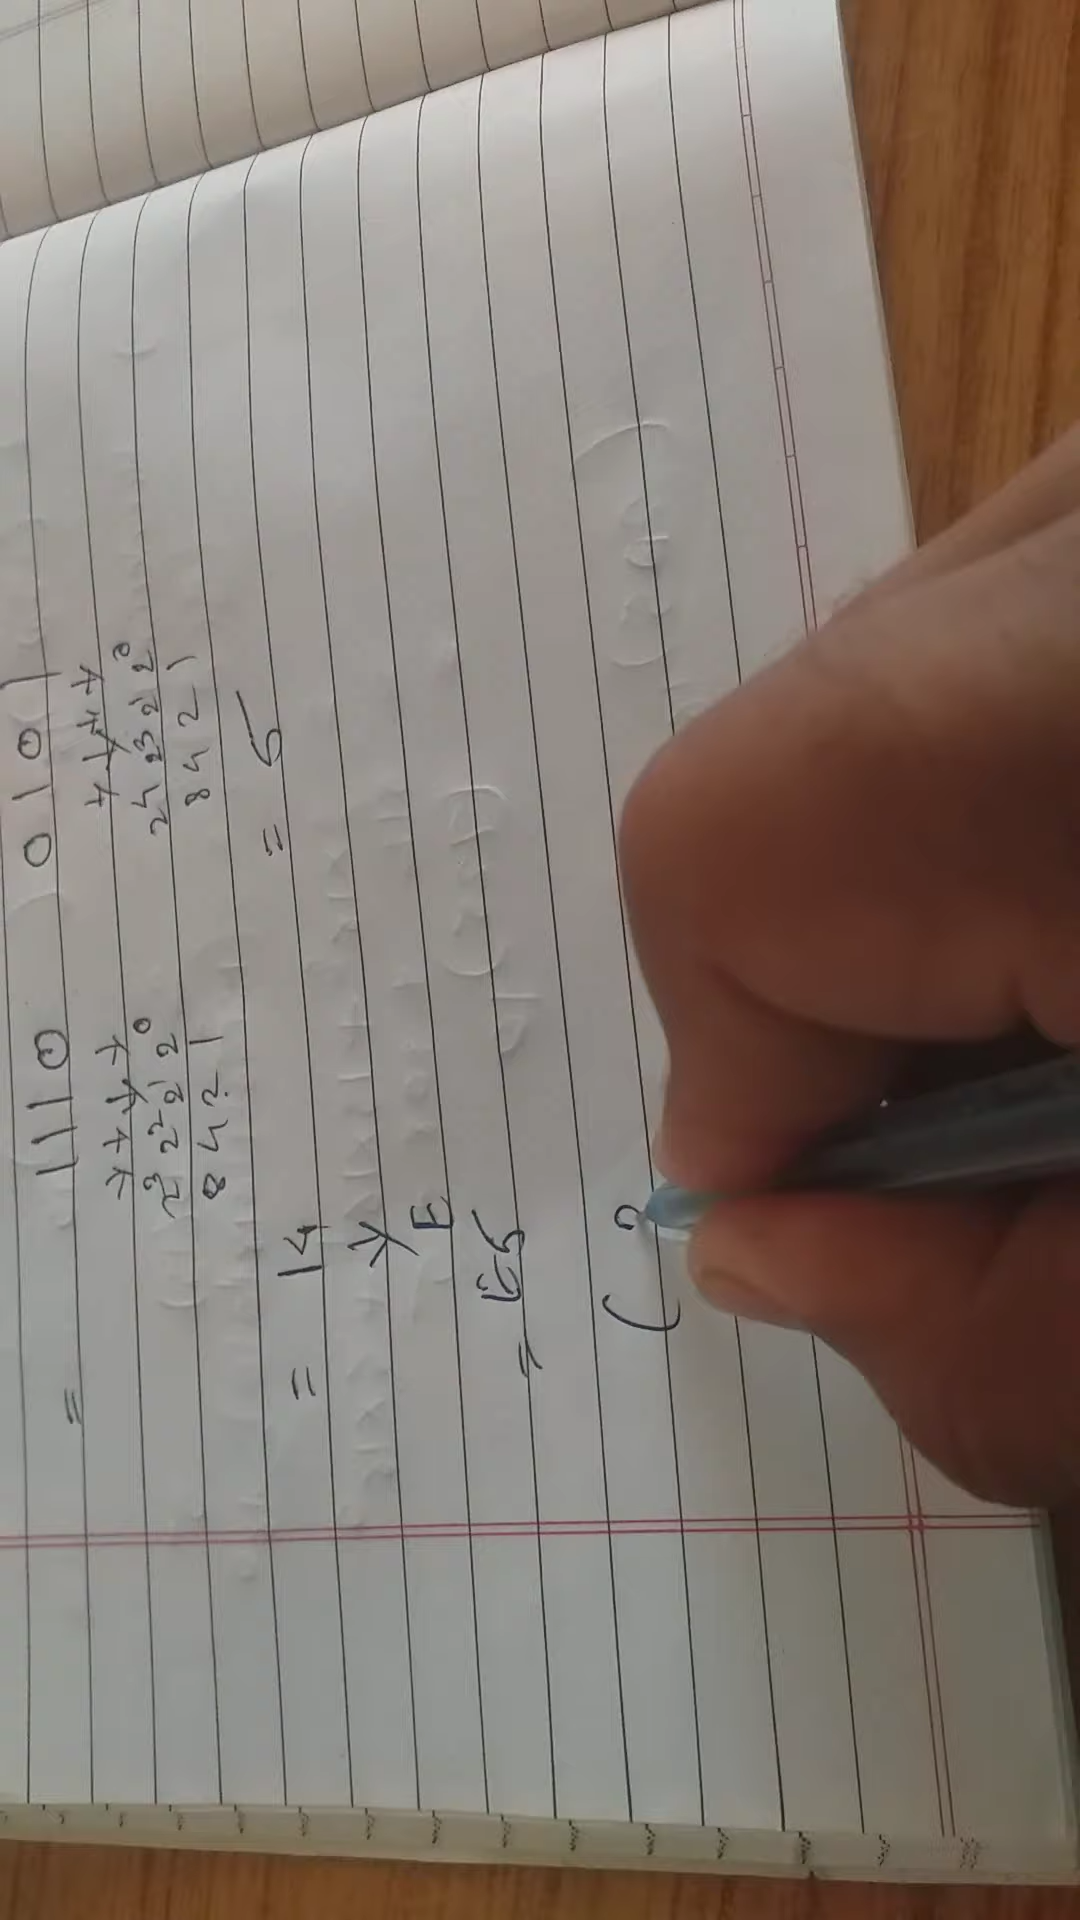 = 1110 0101
2³ 2² 2¹ 2⁰ 2⁴ 2³ 2¹ 2⁰
8 4 2 1 8 4 2 1
= 14 = 5
E
= E5
(